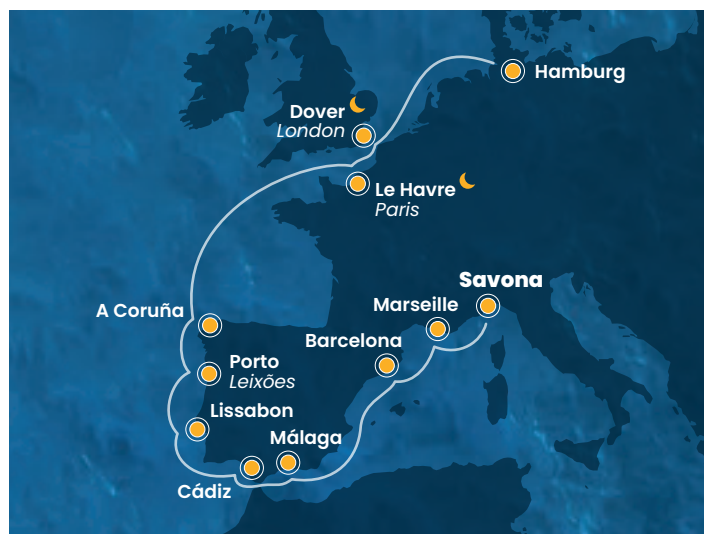 Hamburg
Dover
London
Le Havre
Paris
Savona
Marseille
A Coruña
Barcelona
Porto
Leixões
Lissabon
Málaga
Cádiz